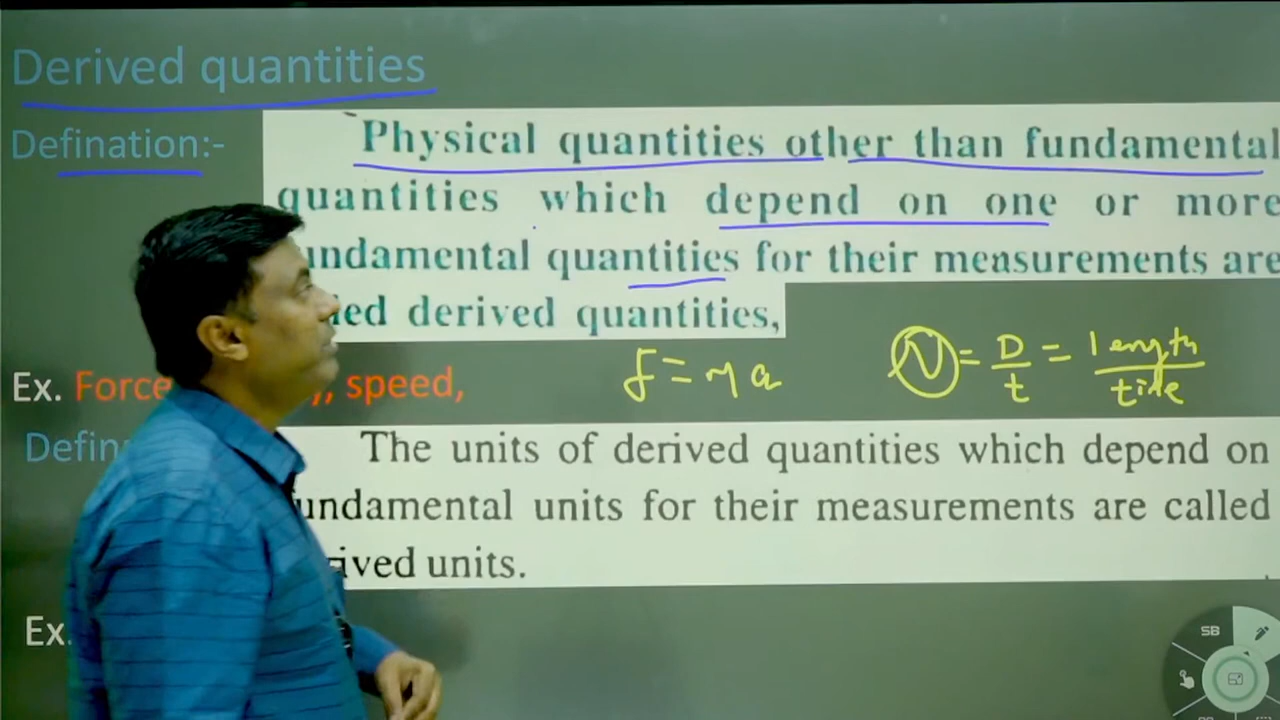 Derived quantities
Defination:-
Physical quantities other than fundamental
quantities which depend on one or more
undamental quantities for their measurements are
ied derived quantities,
Ex. Force , speed,
f = ma
V = D/t = length/time
Defin
The units of derived quantities which depend on
undamental units for their measurements are called
ived units.
Ex.
SB